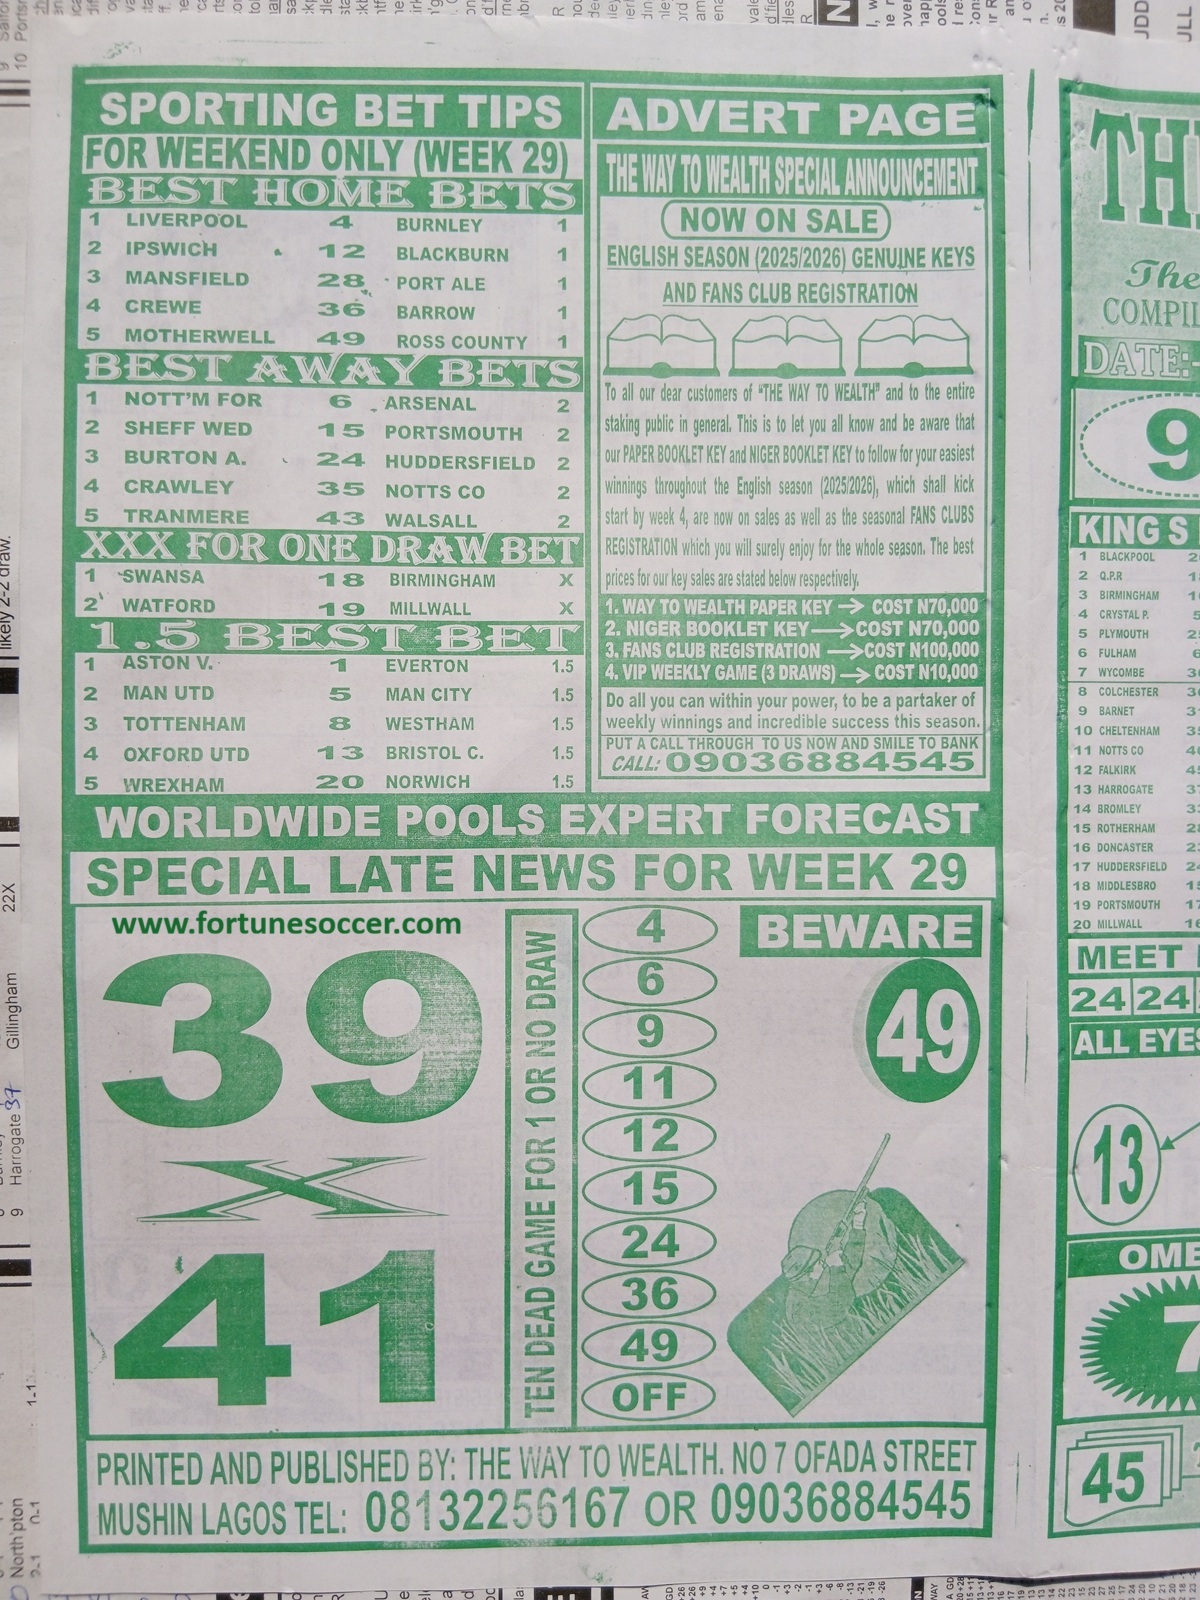 SPORTING BET TIPS
FOR WEEKEND ONLY (WEEK 29)
BEST HOME BETS
1 LIVERPOOL 4 BURNLEY 1
2 IPSWICH 12 BLACKBURN 1
3 MANSFIELD 28 PORT ALE 1
4 CREWE 36 BARROW 1
5 MOTHERWELL 49 ROSS COUNTY 1
BEST AWAY BETS
1 NOTT'M FOR 6 ARSENAL 2
2 SHEFF WED 15 PORTSMOUTH 2
3 BURTON A. 24 HUDDERSFIELD 2
4 CRAWLEY 35 NOTTS CO 2
5 TRANMERE 43 WALSALL 2
XXX FOR ONE DRAW BET
1 SWANSA 18 BIRMINGHAM X
2 WATFORD 19 MILLWALL X
1.5 BEST BET
1 ASTON V. 1 EVERTON 1.5
2 MAN UTD 5 MAN CITY 1.5
3 TOTTENHAM 8 WESTHAM 1.5
4 OXFORD UTD 13 BRISTOL C. 1.5
5 WREXHAM 20 NORWICH 1.5
ADVERT PAGE
THE WAY TO WEALTH SPECIAL ANNOUNCEMENT
NOW ON SALE
ENGLISH SEASON (2025/2026) GENUINE KEYS
AND FANS CLUB REGISTRATION
To all our dear customers of "THE WAY TO WEALTH" and to the entire
staking public in general. This is to let you all know and be aware that
our PAPER BOOKLET KEY and NIGER BOOKLET KEY to follow for your easiest
winnings throughout the English season (2025/2026), which shall kick
start by week 4, are now on sales as well as the seasonal FANS CLUBS
REGISTRATION which you will surely enjoy for the whole season. The best
prices for our key sales are stated below respectively.
1. WAY TO WEALTH PAPER KEY → COST N70,000
2. NIGER BOOKLET KEY → COST N70,000
3. FANS CLUB REGISTRATION → COST N100,000
4. VIP WEEKLY GAME (3 DRAWS) → COST N10,000
Do all you can within your power, to be a partaker of
weekly winnings and incredible success this season.
PUT A CALL THROUGH TO US NOW AND SMILE TO BANK
CALL: 09036884545
WORLDWIDE POOLS EXPERT FORECAST
SPECIAL LATE NEWS FOR WEEK 29
www.fortunesoccer.com
39
X
41
TEN DEAD GAME FOR 1 OR NO DRAW
4
6
9
11
12
15
24
36
49
OFF
BEWARE
49
PRINTED AND PUBLISHED BY: THE WAY TO WEALTH. NO 7 OFADA STREET
MUSHIN LAGOS TEL: 08132256167 OR 09036884545
The
DATE:-
9
KING S
1 BLACKPOOL
2 Q.P.R
3 BIRMINGHAM
4 CRYSTAL P.
5 PLYMOUTH
6 FULHAM
7 WYCOMBE
8 COLCHESTER
9 BARNET
10 CHELTENHAM
11 NOTTS CO
12 FALKIRK
13 HARROGATE
14 BROMLEY
15 ROTHERHAM
16 DONCASTER
17 HUDDERSFIELD
18 MIDDLESBRO
19 PORTSMOUTH
20 MILLWALL
MEET
24 24
ALL EYES
13
7
45
likely 2-2 draw.
22X
Gillingham
9 Harrogate 37
North'pton